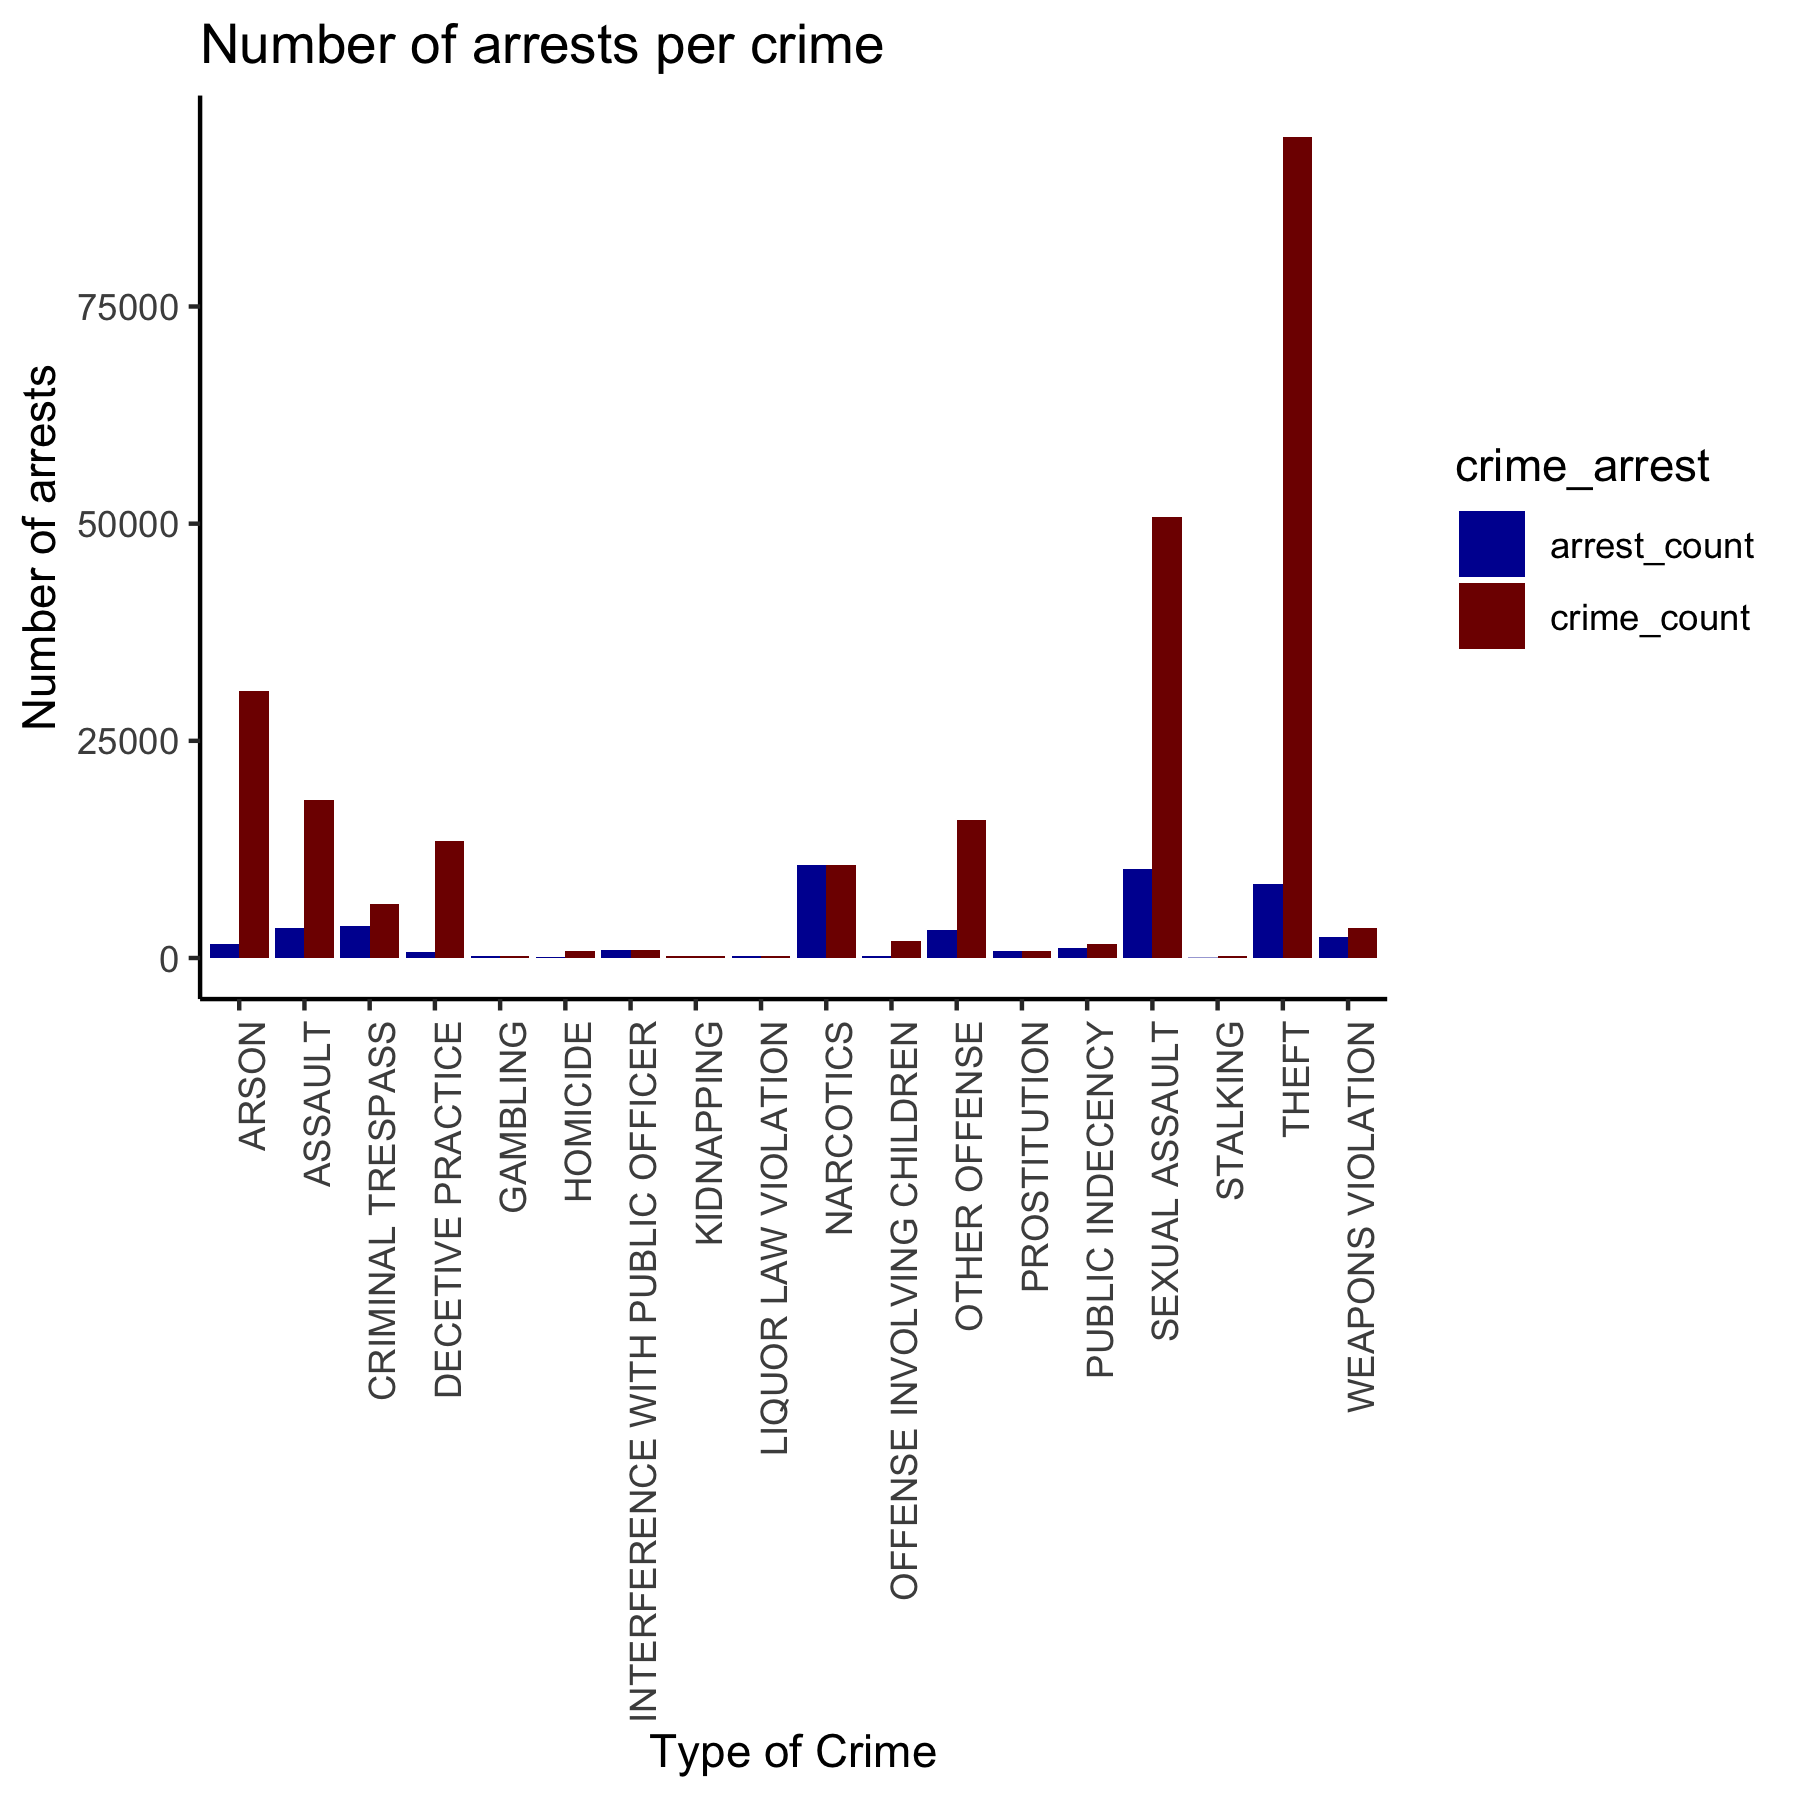 Number of arrests per crime
Number of arrests
75000
50000
25000
0
crime_arrest
arrest_count
crime_count
ARSON
ASSAULT
CRIMINAL TRESPASS
DECETIVE PRACTICE
GAMBLING
HOMICIDE
INTERFERENCE WITH PUBLIC OFFICER
KIDNAPPING
LIQUOR LAW VIOLATION
NARCOTICS
OFFENSE INVOLVING CHILDREN
OTHER OFFENSE
PROSTITUTION
PUBLIC INDECENCY
SEXUAL ASSAULT
STALKING
THEFT
WEAPONS VIOLATION
Type of Crime